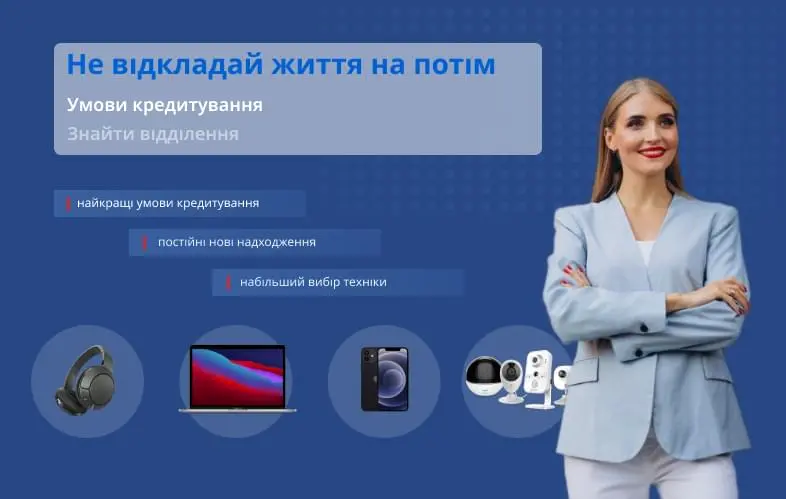 Не відкладай життя на потім
Умови кредитування
Знайти відділення
найкращі умови кредитування
постійні нові надходження
набільший вибір техніки